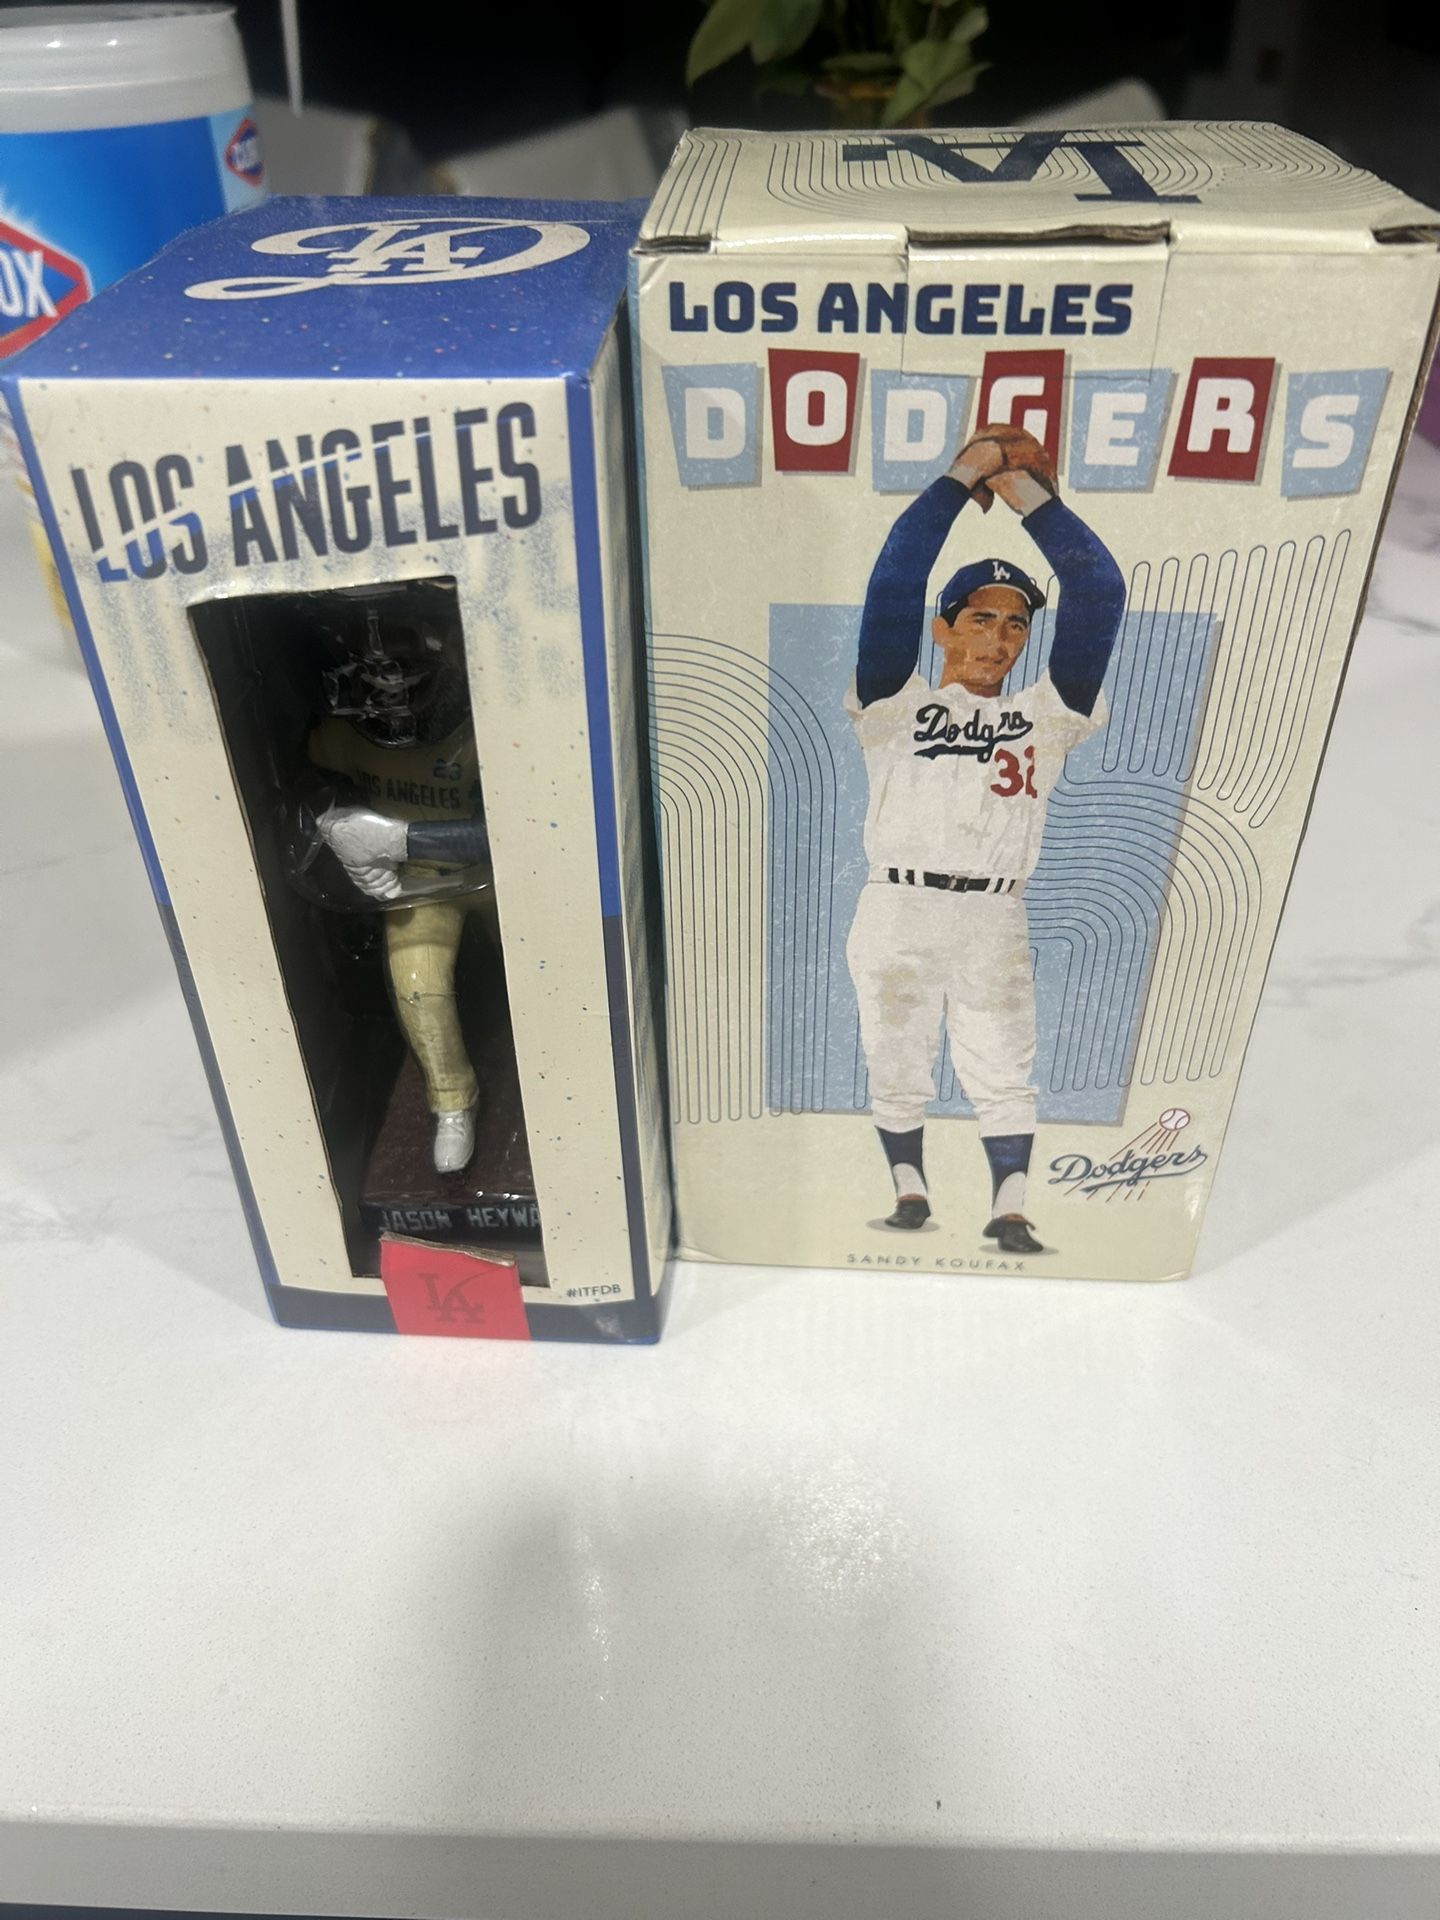 CLOROX
LA
LOS ANGELES
23
LOS ANGELES
JASON HEYWA
LA
#ITFDB
LA
LOS ANGELES
DODGERS
LA
Dodgers
32
Dodgers
SANDY KOUFAX